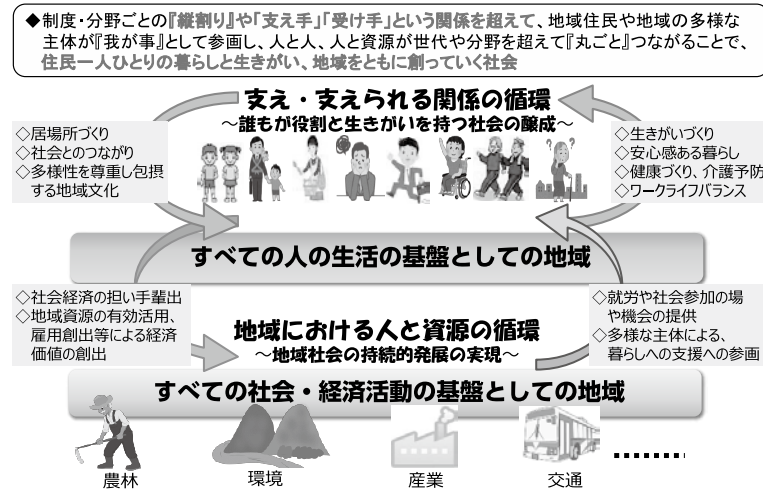 ◆制度・分野ごとの『縦割り』や「支え手」「受け手」という関係を超えて、地域住民や地域の多様な
主体が『我が事』として参画し、人と人、人と資源が世代や分野を超えて『丸ごと』つながることで、
住民一人ひとりの暮らしと生きがい、地域をともに創っていく社会
支え・支えられる関係の循環
～誰もが役割と生きがいを持つ社会の醸成～
◇居場所づくり
◇社会とのつながり
◇多様性を尊重し包摂
する地域文化
◇生きがいづくり
◇安心感ある暮らし
◇健康づくり、介護予防
◇ワークライフバランス
すべての人の生活の基盤としての地域
◇社会経済の担い手輩出
◇地域資源の有効活用、
雇用創出等による経済
価値の創出
地域における人と資源の循環
～地域社会の持続的発展の実現～
◇就労や社会参加の場
や機会の提供
◇多様な主体による、
暮らしへの支援への参画
すべての社会・経済活動の基盤としての地域
農林
環境
産業
交通